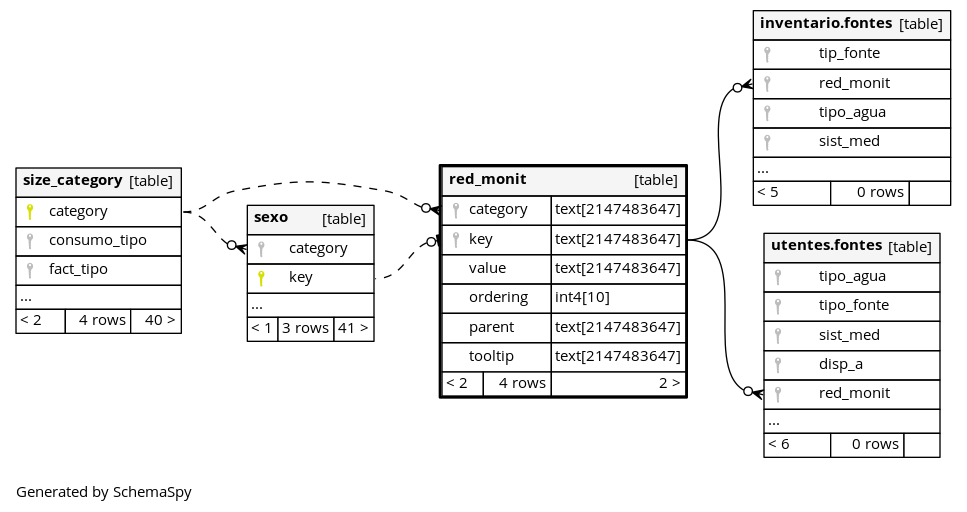 inventario.fontes [table]
tip_fonte
red_monit
tipo_agua
sist_med
...
< 5 0 rows
size_category [table]
category
consumo_tipo
fact_tipo
...
< 2 4 rows 40 >
sexo [table]
category
key
...
< 1 3 rows 41 >
red_monit [table]
category text[2147483647]
key text[2147483647]
value text[2147483647]
ordering int4[10]
parent text[2147483647]
tooltip text[2147483647]
< 2 4 rows 2 >
utentes.fontes [table]
tipo_agua
tipo_fonte
sist_med
disp_a
red_monit
...
< 6 0 rows
Generated by SchemaSpy